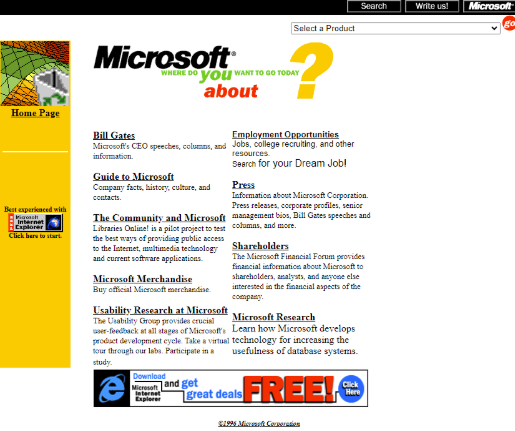 Search Write us! Microsoft
Select a Product
go
Microsoft
WHERE DO you WANT TO GO TODAY
?
about
Home Page
Best experienced with
Microsoft
Internet
Explorer
Click here to start.
Bill Gates
Microsoft's CEO speeches, columns, and
information.
Guide to Microsoft
Company facts, history, culture, and
contacts.
The Community and Microsoft
Libraries Online! is a pilot project to test
the best ways of providing public access
to the Internet, multimedia technology
and current software applications.
Microsoft Merchandise
Buy official Microsoft merchandise.
Usability Research at Microsoft
The Usability Group provides crucial
user-feedback at all stages of Microsoft's
product development cycle. Take a virtual
tour through our labs. Participate in a
study.
Employment Opportunities
Jobs, college recruiting, and other
resources.
Search for your Dream Job!
Press
Information about Microsoft Corporation.
Press releases, corporate profiles, senior
management bios, Bill Gates speeches and
columns, and more.
Shareholders
The Microsoft Financial Forum provides
financial information about Microsoft to
shareholders, analysts, and anyone else
interested in the financial aspects of the
company.
Microsoft Research
Learn how Microsoft develops
technology for increasing the
usefulness of database systems.
Download
Microsoft
Internet
Explorer
and get
great deals
FREE!
Click
Here
©1996 Microsoft Corporation